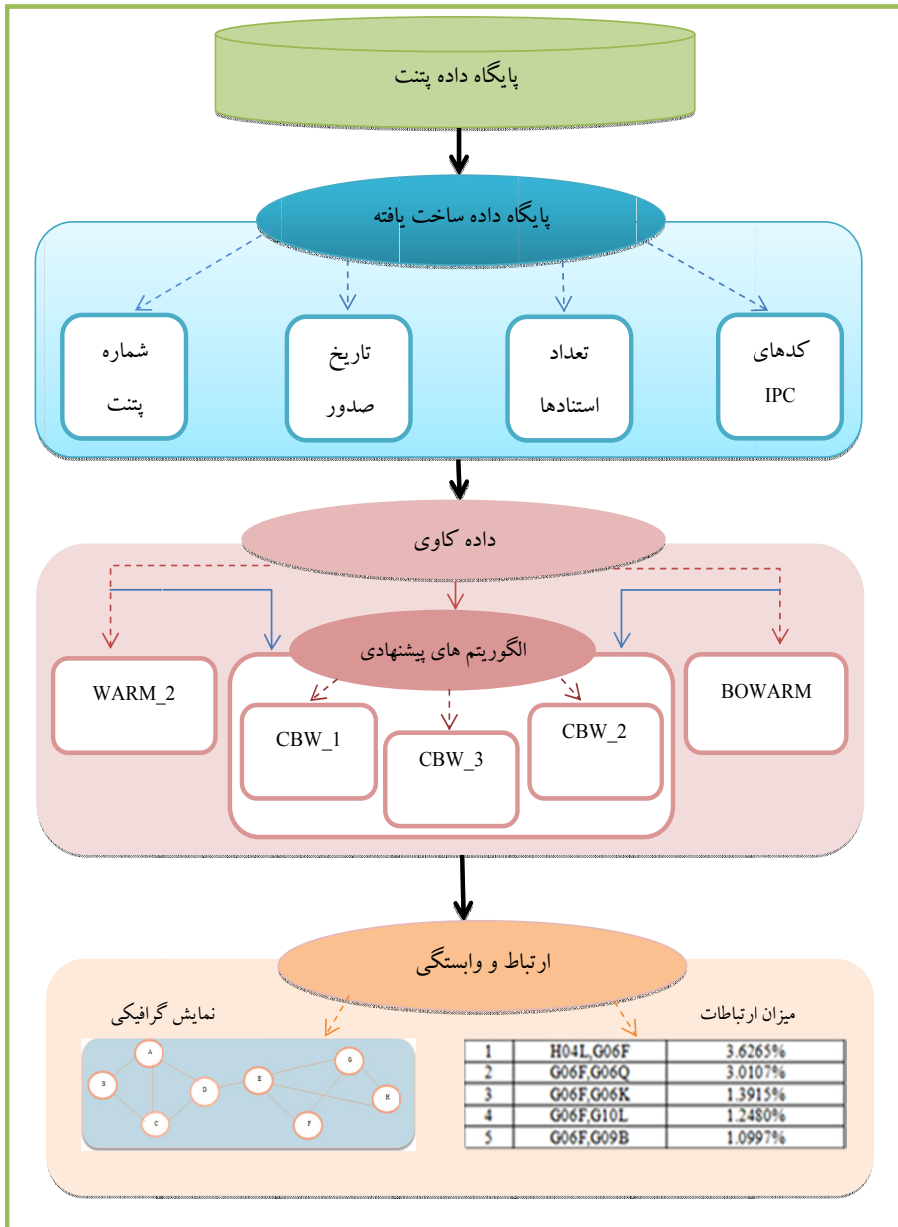 پایگاه داده پتنت
پایگاه داده ساخت یافته
کدهای
IPC
تعداد
استنادها
تاریخ
صدور
شماره
پتنت
داده کاوی
الگوریتم های پیشنهادی
WARM_2
BOWARM
CBW_1
CBW_3
CBW_2
ارتباط و وابستگی
میزان ارتباطات
نمایش گرافیکی
1 H04L,G06F 3.6265%
2 G06F,G06Q 3.0107%
3 G06F,G06K 1.3915%
4 G06F,G10L 1.2480%
5 G06F,G09B 1.0997%
A
B
C
D
E
F
G
H